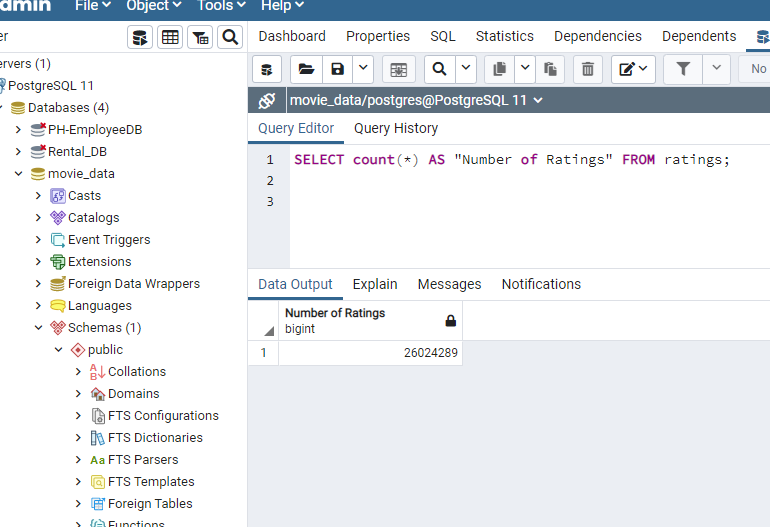 dmin File Object Tools Help
er
Dashboard Properties SQL Statistics Dependencies Dependents
ervers (1)
PostgreSQL 11
Databases (4)
PH-EmployeeDB
Rental_DB
movie_data
Casts
Catalogs
Event Triggers
Extensions
Foreign Data Wrappers
Languages
Schemas (1)
public
Collations
Domains
FTS Configurations
FTS Dictionaries
Aa FTS Parsers
FTS Templates
Foreign Tables
Functions
No
movie_data/postgres@PostgreSQL 11
Query Editor Query History
1 SELECT count(*) AS "Number of Ratings" FROM ratings;
2
3
Data Output Explain Messages Notifications
Number of Ratings
bigint
1 26024289